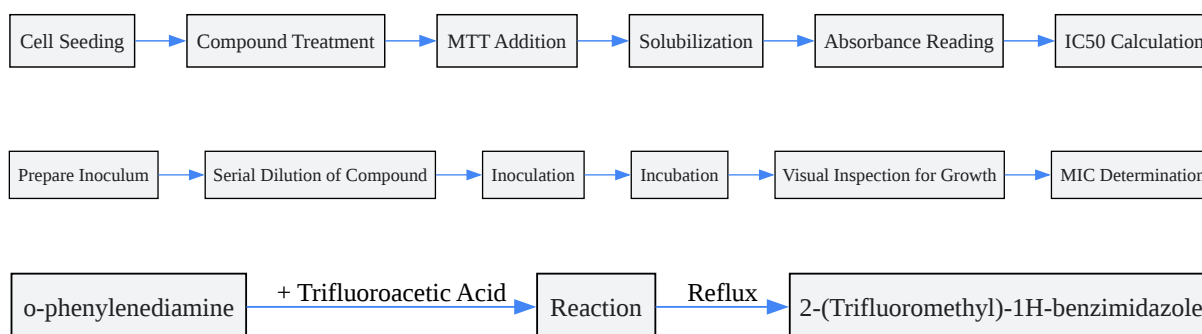 Cell Seeding Compound Treatment MTT Addition Solubilization Absorbance Reading IC50 Calculation
Prepare Inoculum Serial Dilution of Compound Inoculation Incubation Visual Inspection for Growth MIC Determination
o-phenylenediamine + Trifluoroacetic Acid Reaction Reflux 2-(Trifluoromethyl)-1H-benzimidazole